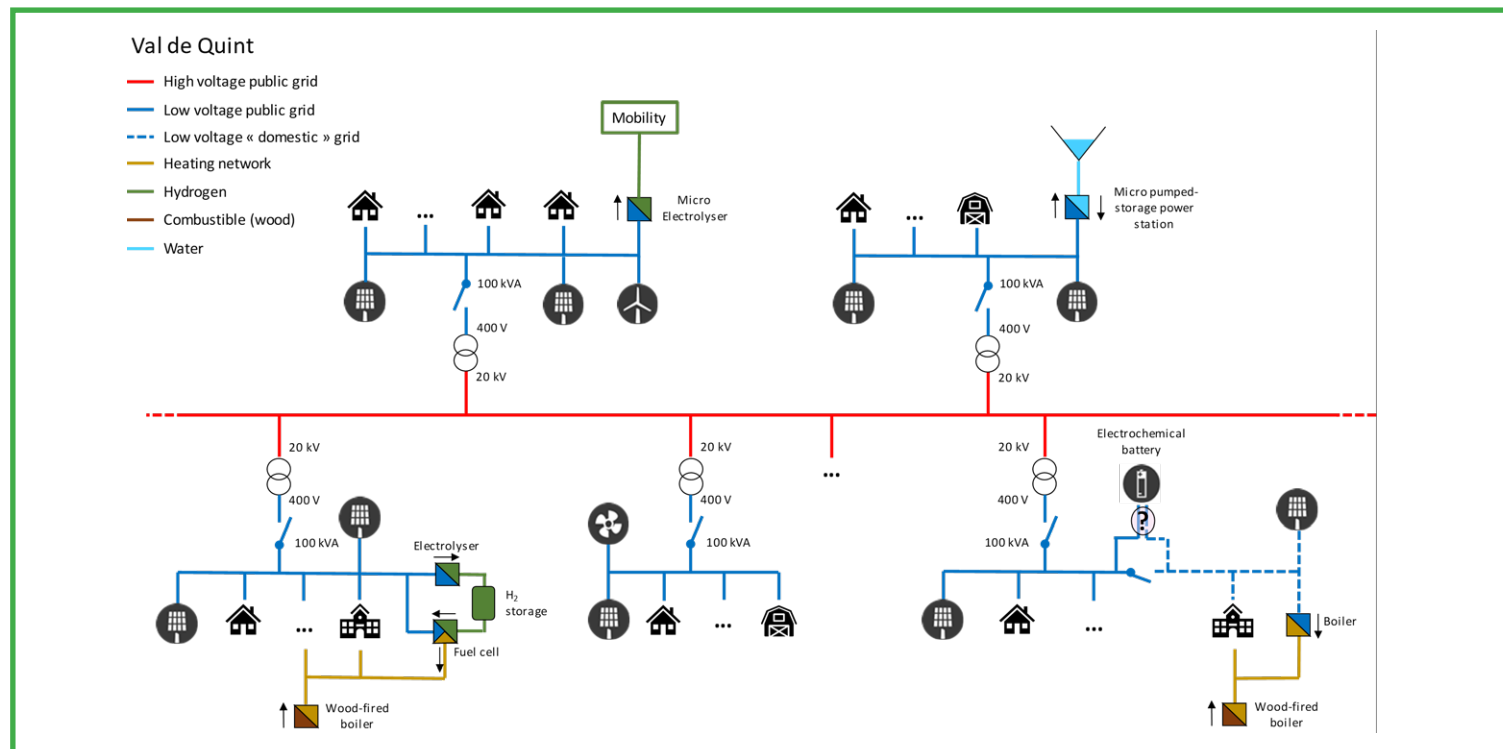 Val de Quint
High voltage public grid
Low voltage public grid
Low voltage « domestic » grid
Heating network
Hydrogen
Combustible (wood)
Water
Mobility
Micro
Electrolyser
...
100 kVA
400 V
20 kV
Micro pumped-
storage power
station
...
100 kVA
400 V
20 kV
20 kV
400 V
100 kVA
Electrolyser
H2
storage
Fuel cell
...
Wood-fired
boiler
20 kV
400 V
100 kVA
...
...
20 kV
400 V
100 kVA
Electrochemical
battery
?
...
Boiler
Wood-fired
boiler